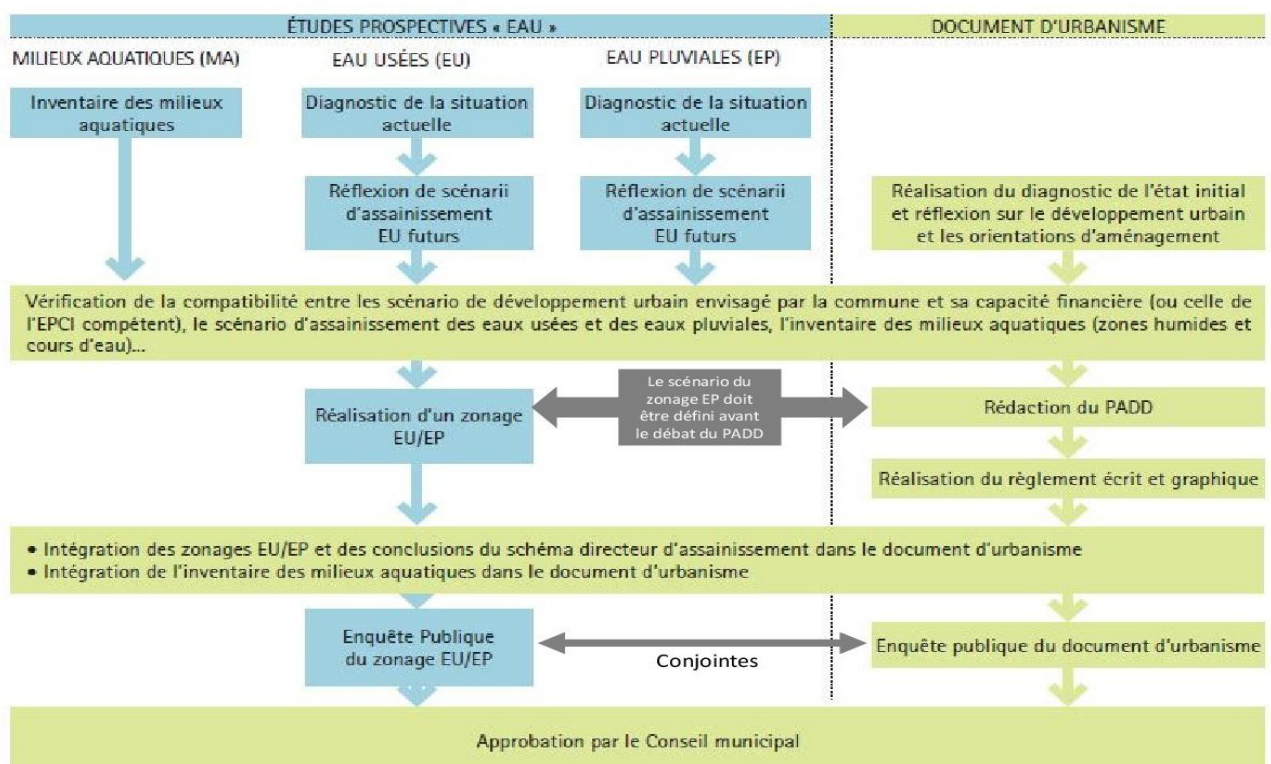 ÉTUDES PROSPECTIVES « EAU »
DOCUMENT D'URBANISME
MILIEUX AQUATIQUES (MA)
EAU USÉES (EU)
EAU PLUVIALES (EP)
Inventaire des milieux
aquatiques
Diagnostic de la situation
actuelle
Diagnostic de la situation
actuelle
Réflexion de scénarii
d'assainissement
EU futurs
Réflexion de scénarii
d'assainissement
EU futurs
Réalisation du diagnostic de l'état initial
et réflexion sur le développement urbain
et les orientations d'aménagement
Vérification de la compatibilité entre les scénario de développement urbain envisagé par la commune et sa capacité financière (ou celle de
l'EPCI compétent), le scénario d'assainissement des eaux usées et des eaux pluviales, l'inventaire des milieux aquatiques (zones humides et
cours d'eau)...
Réalisation d'un zonage
EU/EP
Le scénario du
zonage EP doit
être défini avant
le débat du PADD
Rédaction du PADD
Réalisation du règlement écrit et graphique
• Intégration des zonages EU/EP et des conclusions du schéma directeur d'assainissement dans le document d'urbanisme
• Intégration de l'inventaire des milieux aquatiques dans le document d'urbanisme
Enquête Publique
du zonage EU/EP
Conjointes
Enquête publique du document d'urbanisme
Approbation par le Conseil municipal